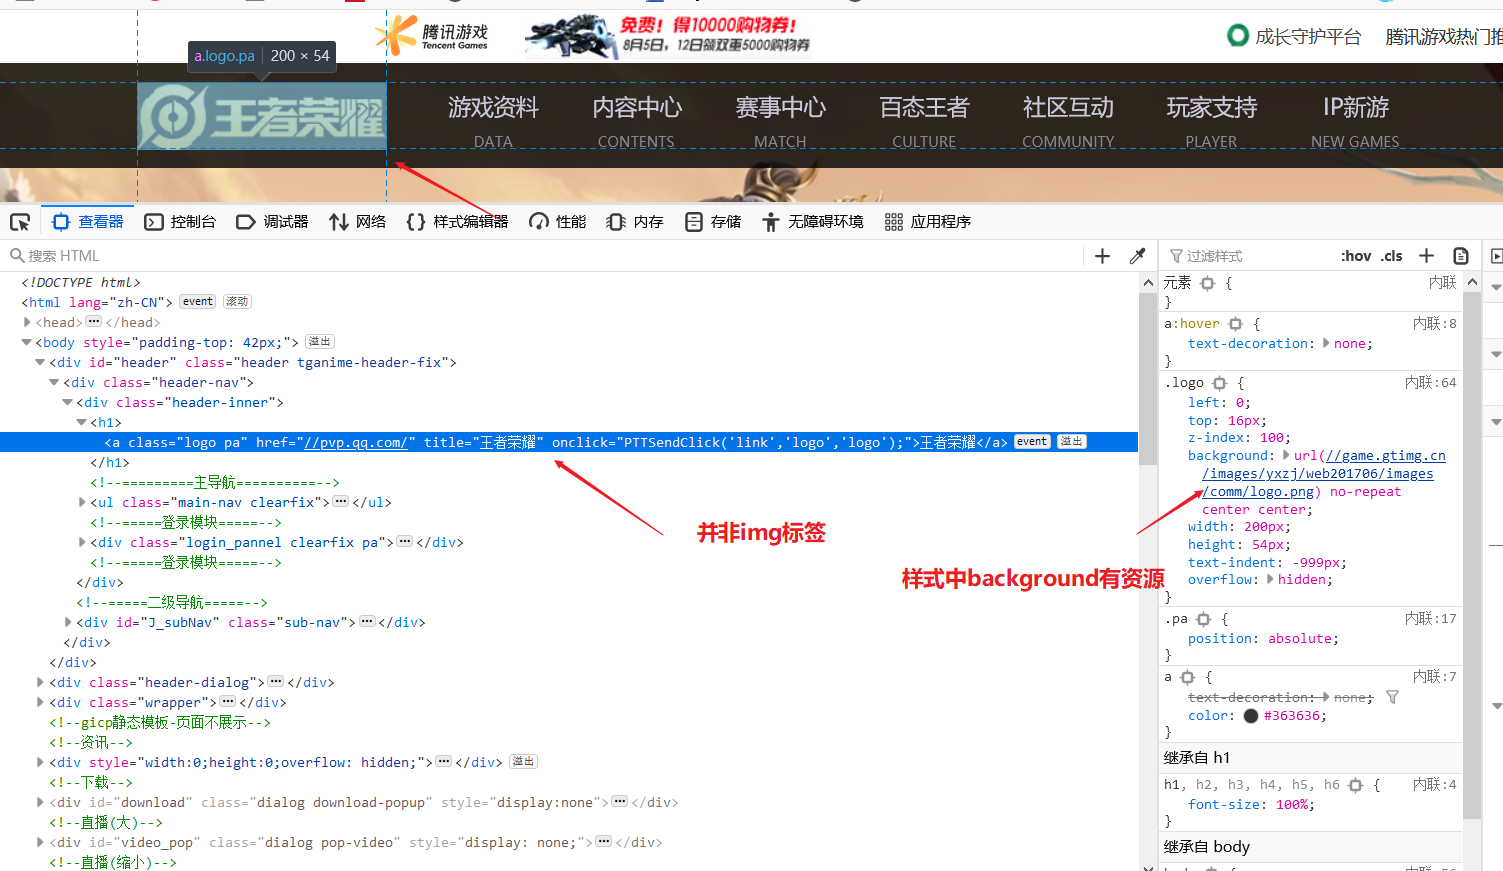 腾讯游戏
Tencent Games
免费！得10000购物券！
8月5日，12日领双重5000购物券
成长守护平台
腾讯游戏热门推
a.logo.pa 200 × 54
王者荣耀
游戏资料 内容中心 赛事中心 百态王者 社区互动 玩家支持 IP新游
DATA CONTENTS MATCH CULTURE COMMUNITY PLAYER NEW GAMES
查看器 控制台 调试器 网络 样式编辑器 性能 内存 存储 无障碍环境 应用程序
搜索 HTML
<!DOCTYPE html>
<html lang="zh-CN"> event 滚动
<head></head>
<body style="padding-top: 42px;"> 溢出
<div id="header" class="header tganime-header-fix">
<div class="header-nav">
<div class="header-inner">
<h1>
<a class="logo pa" href="//pvp.qq.com/" title="王者荣耀" onclick="PTTSendClick('link','logo','logo');">王者荣耀</a> event 溢出
</h1>
<!--=========主导航==========-->
<ul class="main-nav clearfix"></ul>
<!--=====登录模块=====-->
<div class="login_pannel clearfix pa"></div>
<!--=====登录模块=====-->
</div>
<!--=====二级导航=====-->
<div id="J_subNav" class="sub-nav"></div>
</div>
</div>
<div class="header-dialog"></div>
<div class="wrapper"></div>
<!--gicp静态模板-页面不展示-->
<!--资讯-->
<div style="width:0;height:0;overflow: hidden;"></div> 溢出
<!--下载-->
<div id="download" class="dialog download-popup" style="display:none"></div>
<!--直播(大)-->
<div id="video_pop" class="dialog pop-video" style="display: none;"></div>
<!--直播(缩小)-->
并非img标签
样式中background有资源
过滤样式 :hov .cls
元素 { 内联
}
a:hover { 内联:8
text-decoration: none;
}
.logo { 内联:64
left: 0;
top: 16px;
z-index: 100;
background: url(//game.gtimg.cn
/images/yxzj/web201706/images
/comm/logo.png) no-repeat
center center;
width: 200px;
height: 54px;
text-indent: -999px;
overflow: hidden;
}
.pa { 内联:17
position: absolute;
}
a { 内联:7
text-decoration: none;
color: #363636;
}
继承自 h1
h1, h2, h3, h4, h5, h6 { 内联:4
font-size: 100%;
}
继承自 body